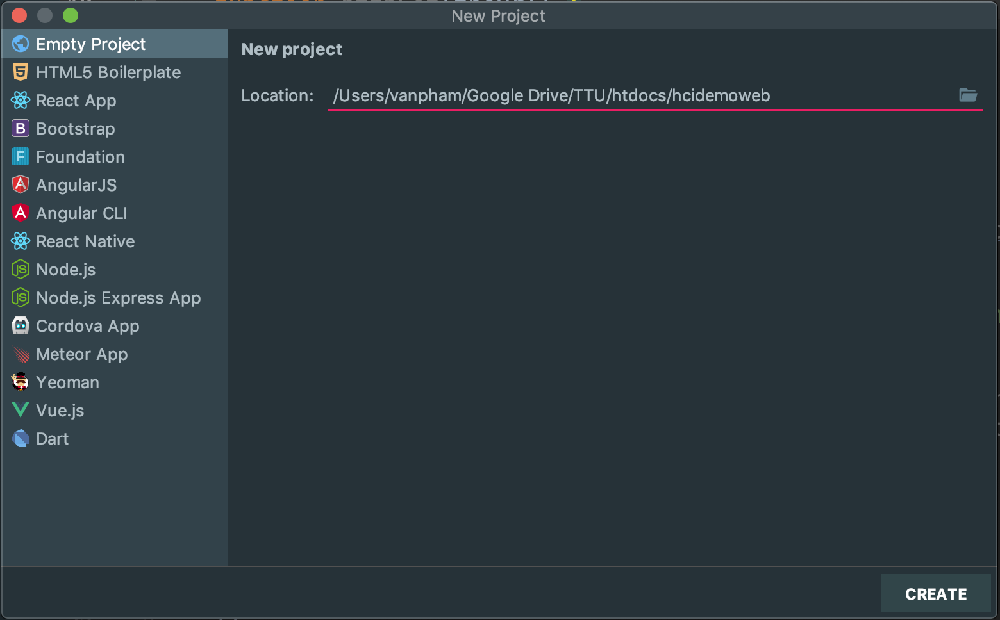 New Project
Empty Project
HTML5 Boilerplate
React App
Bootstrap
Foundation
AngularJS
Angular CLI
React Native
Node.js
Node.js Express App
Cordova App
Meteor App
Yeoman
Vue.js
Dart
New project
Location: /Users/vanpham/Google Drive/TTU/htdocs/hcidemoweb
CREATE